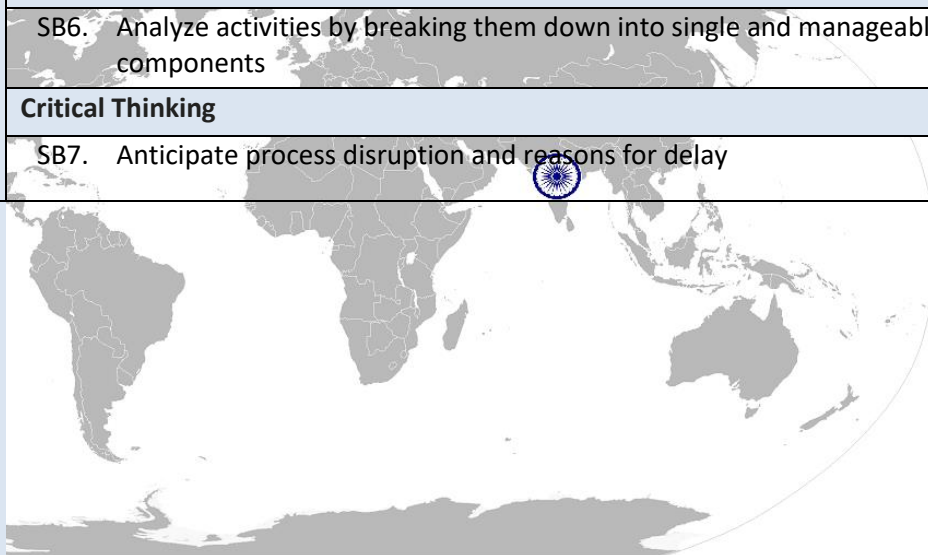 SB6. Analyze activities by breaking them down into single and manageabl
components
Critical Thinking
SB7. Anticipate process disruption and reasons for delay